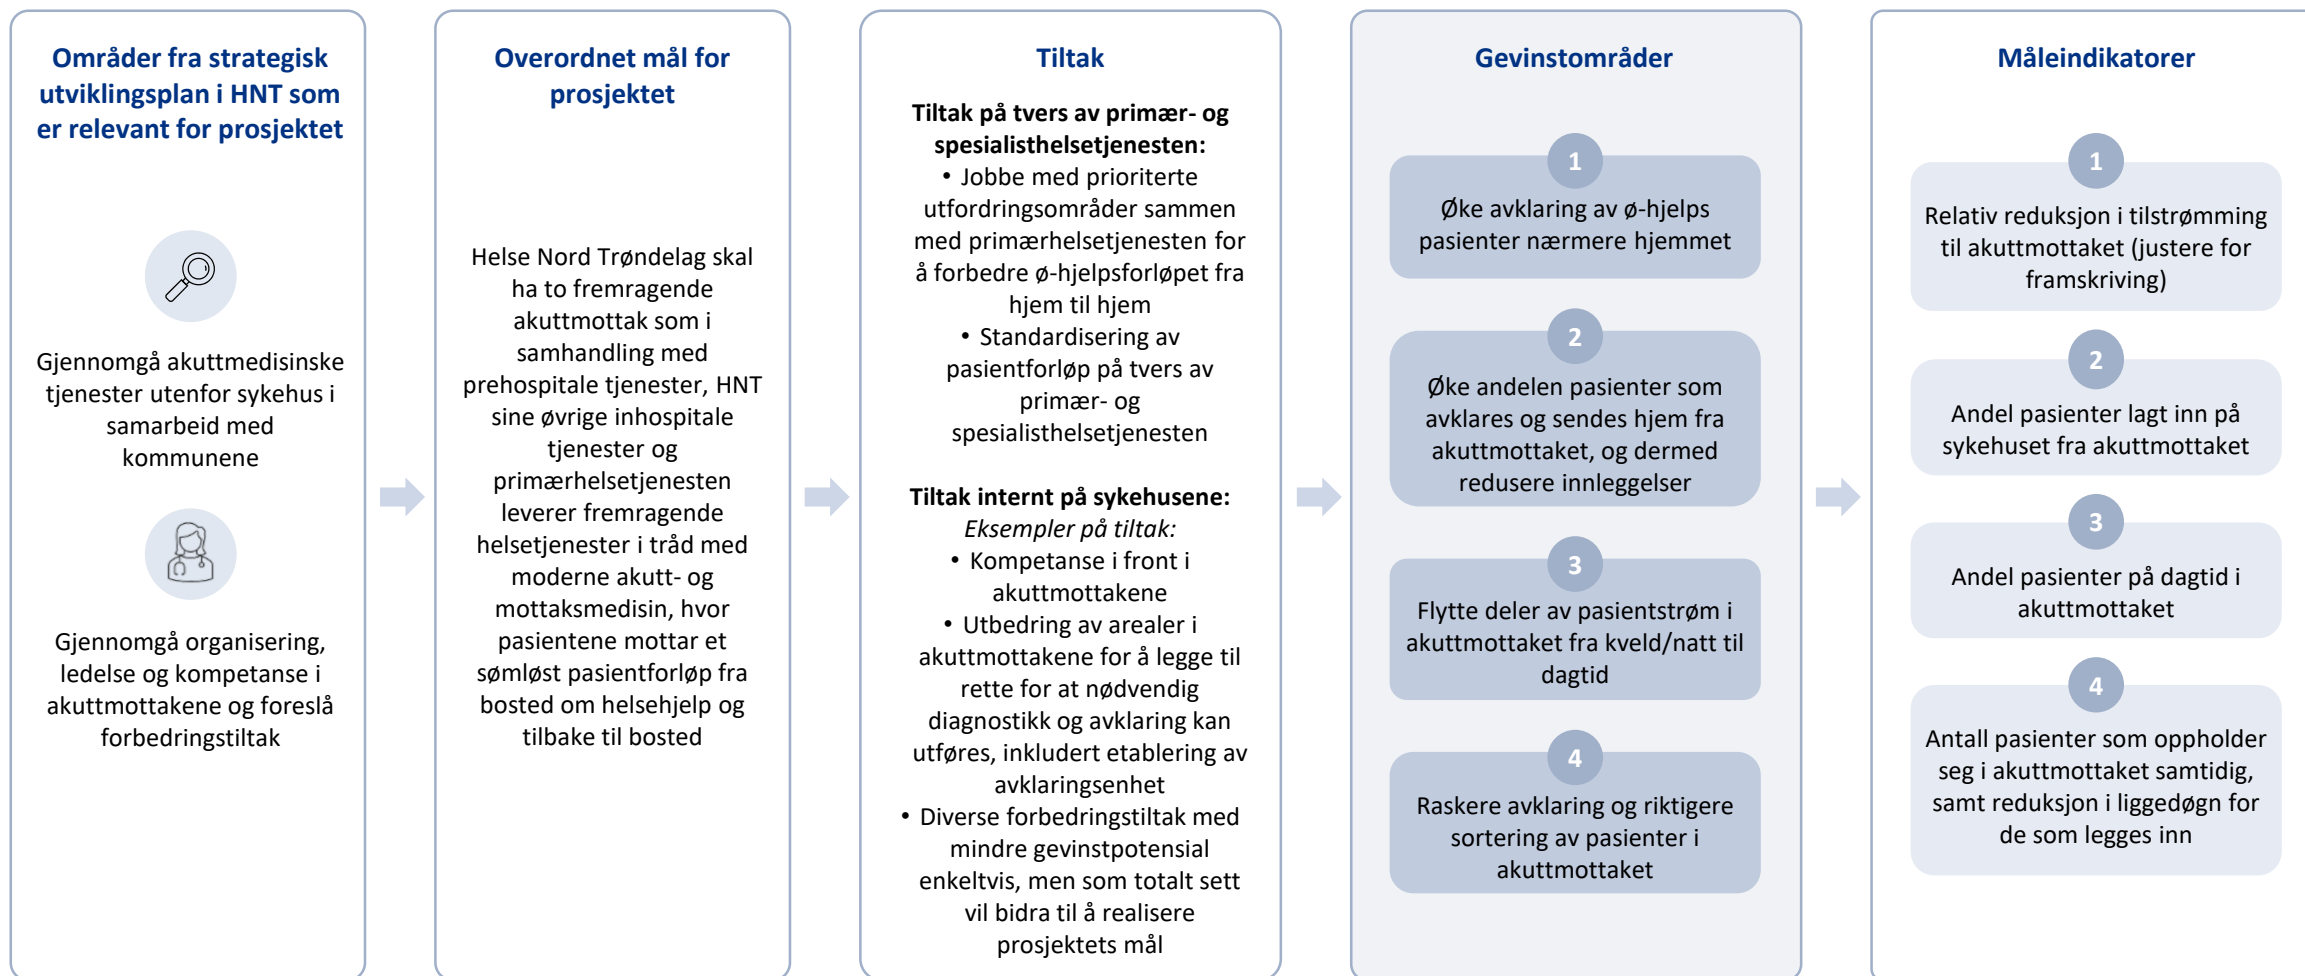 Områder fra strategisk
utviklingsplan i HNT som
er relevant for prosjektet
Gjennomgå akuttmedisinske
tjenester utenfor sykehus i
samarbeid med
kommunene
Gjennomgå organisering,
ledelse og kompetanse i
akuttmottakene og foreslå
forbedringstiltak
Overordnet mål for
prosjektet
Helse Nord Trøndelag skal
ha to fremragende
akuttmottak som i
samhandling med
prehospitale tjenester, HNT
sine øvrige inhospitale
tjenester og
primærhelsetjenesten
leverer fremragende
helsetjenester i tråd med
moderne akutt- og
mottaksmedisin, hvor
pasientene mottar et
sømløst pasientforløp fra
bosted om helsehjelp og
tilbake til bosted
Tiltak
Tiltak på tvers av primær- og
spesialisthelsetjenesten:
• Jobbe med prioriterte
utfordringsområder sammen
med primærhelsetjenesten for
å forbedre ø-hjelpsforløpet fra
hjem til hjem
• Standardisering av
pasientforløp på tvers av
primær- og
spesialisthelsetjenesten
Tiltak internt på sykehusene:
Eksempler på tiltak:
• Kompetanse i front i
akuttmottakene
• Utbedring av arealer i
akuttmottakene for å legge til
rette for at nødvendig
diagnostikk og avklaring kan
utføres, inkludert etablering av
avklaringsenhet
• Diverse forbedringstiltak med
mindre gevinstpotensial
enkeltvis, men som totalt sett
vil bidra til å realisere
prosjektets mål
Gevinstområder
1
Øke avklaring av ø-hjelps
pasienter nærmere hjemmet
2
Øke andelen pasienter som
avklares og sendes hjem fra
akuttmottaket, og dermed
redusere innleggelser
3
Flytte deler av pasientstrøm i
akuttmottaket fra kveld/natt til
dagtid
4
Raskere avklaring og riktigere
sortering av pasienter i
akuttmottaket
Måleindikatorer
1
Relativ reduksjon i tilstrømming
til akuttmottaket (justere for
framskriving)
2
Andel pasienter lagt inn på
sykehuset fra akuttmottaket
3
Andel pasienter på dagtid i
akuttmottaket
4
Antall pasienter som oppholder
seg i akuttmottaket samtidig,
samt reduksjon i liggedøgn for
de som legges inn